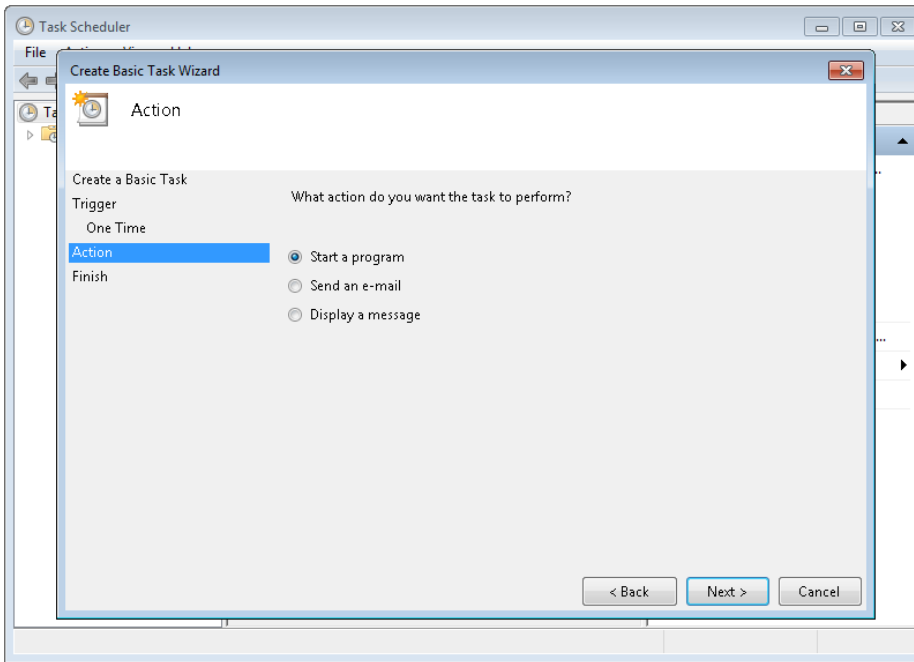 Task Scheduler
File
Create Basic Task Wizard
Action
Create a Basic Task
Trigger
One Time
Action
Finish
What action do you want the task to perform?
Start a program
Send an e-mail
Display a message
< Back
Next >
Cancel